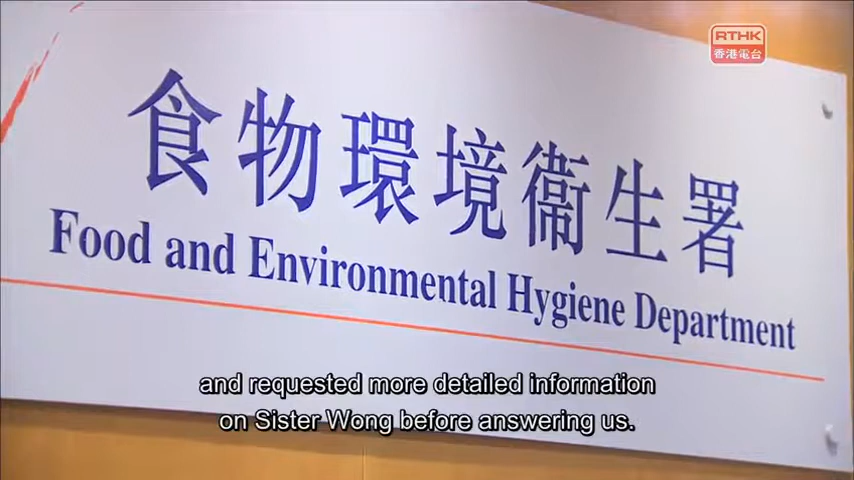 RTHK
香港電台
食物環境衞生署
Food and Environmental Hygiene Department
and requested more detailed information
on Sister Wong before answering us.